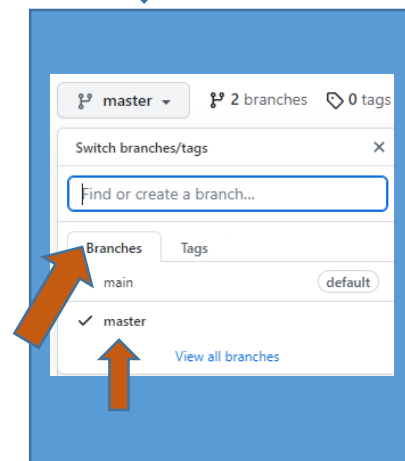 master 2 branches 0 tags
Switch branches/tags
Find or create a branch...
Branches Tags
main default
master
View all branches